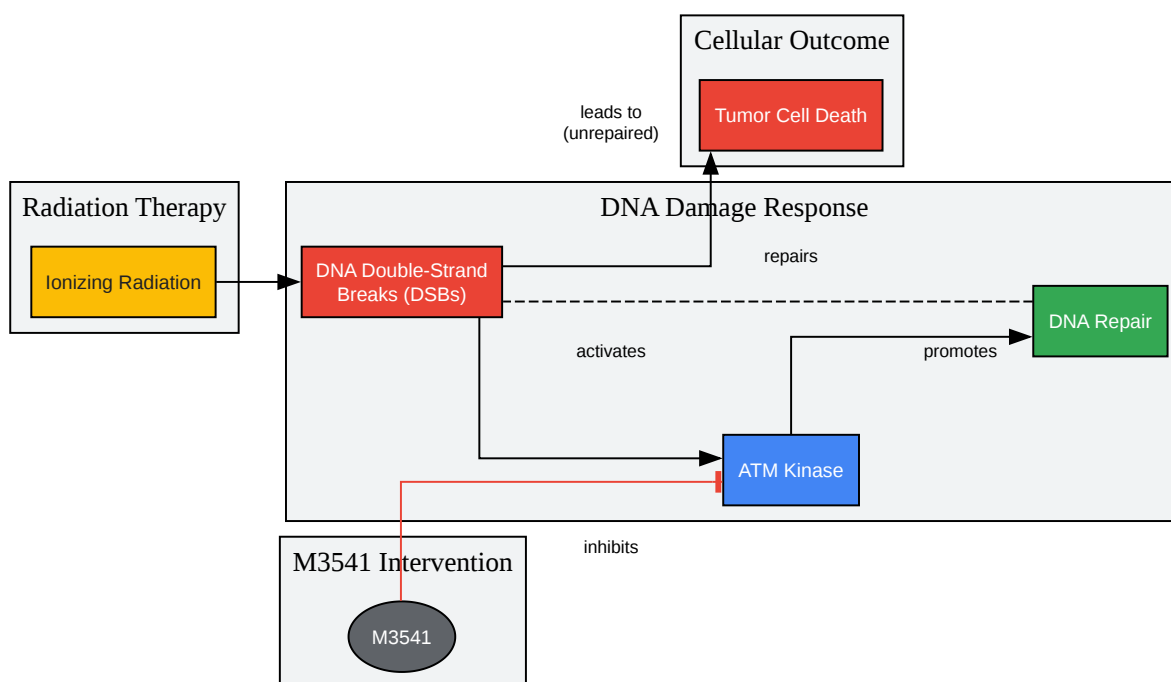 Cellular Outcome
Tumor Cell Death
leads to
(unrepaired)
Radiation Therapy
Ionizing Radiation
DNA Damage Response
DNA Double-Strand
Breaks (DSBs)
repairs
DNA Repair
activates
promotes
ATM Kinase
inhibits
M3541 Intervention
M3541